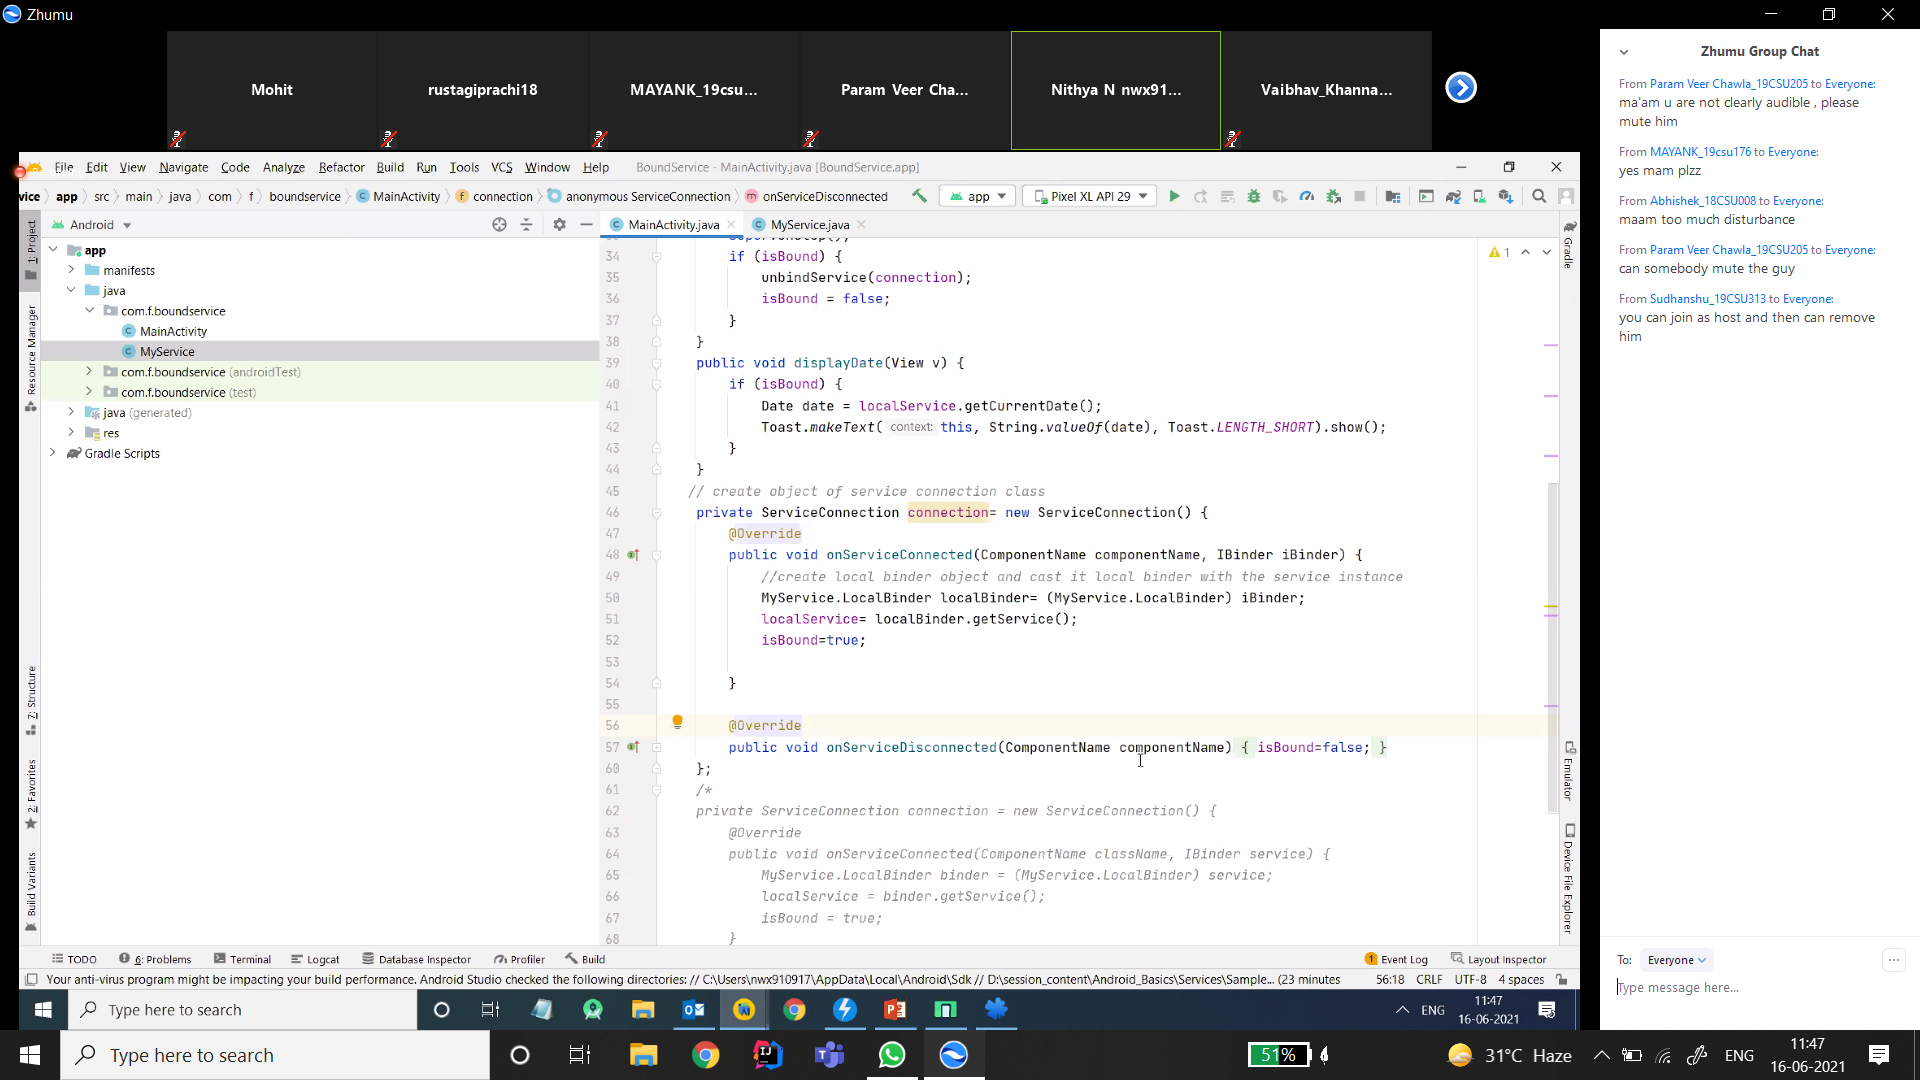 Zhumu
Mohit
rustagiprachi18
MAYANK_19csu...
Param Veer Cha...
Nithya N nwx91...
Vaibhav_Khanna...
File Edit View Navigate Code Analyze Refactor Build Run Tools VCS Window Help BoundService - MainActivity.java [BoundService.app]
vice app src main java com f boundservice MainActivity connection anonymous ServiceConnection onServiceDisconnected app Pixel XL API 29
Android
MainActivity.java
MyService.java
1: Project
Resource Manager
7: Structure
2: Favorites
Build Variants
app
manifests
java
com.f.boundservice
MainActivity
MyService
com.f.boundservice (androidTest)
com.f.boundservice (test)
java (generated)
res
Gradle Scripts
1
34 if (isBound) {
35 unbindService(connection);
36 isBound = false;
37 }
38 }
39 public void displayDate(View v) {
40 if (isBound) {
41 Date date = localService.getCurrentDate();
42 Toast.makeText( context: this, String.valueOf(date), Toast.LENGTH_SHORT).show();
43 }
44 }
45 // create object of service connection class
46 private ServiceConnection connection= new ServiceConnection() {
47 @Override
48 public void onServiceConnected(ComponentName componentName, IBinder iBinder) {
49 //create local binder object and cast it local binder with the service instance
50 MyService.LocalBinder localBinder= (MyService.LocalBinder) iBinder;
51 localService= localBinder.getService();
52 isBound=true;
53
54 }
55
56 @Override
57 public void onServiceDisconnected(ComponentName componentName) { isBound=false; }
60 };
61 /*
62 private ServiceConnection connection = new ServiceConnection() {
63 @Override
64 public void onServiceConnected(ComponentName className, IBinder service) {
65 MyService.LocalBinder binder = (MyService.LocalBinder) service;
66 localService = binder.getService();
67 isBound = true;
68 }
Gradle
Emulator
Device File Explorer
TODO 6: Problems Terminal Logcat Database Inspector Profiler Build 1 Event Log Layout Inspector
Your anti-virus program might be impacting your build performance. Android Studio checked the following directories: // C:\Users\nwx910917\AppData\Local\Android\Sdk // D:\session_content\Android_Basics\Services\Sample... (23 minutes 56:18 CRLF UTF-8 4 spaces
Type here to search
ENG
11:47
16-06-2021
Type here to search
51%
31°C Haze
ENG
11:47
16-06-2021
Zhumu Group Chat
From Param Veer Chawla_19CSU205 to Everyone:
ma'am u are not clearly audible , please
mute him
From MAYANK_19csu176 to Everyone:
yes mam plzz
From Abhishek_18CSU008 to Everyone:
maam too much disturbance
From Param Veer Chawla_19CSU205 to Everyone:
can somebody mute the guy
From Sudhanshu_19CSU313 to Everyone:
you can join as host and then can remove
him
To: Everyone
Type message here...